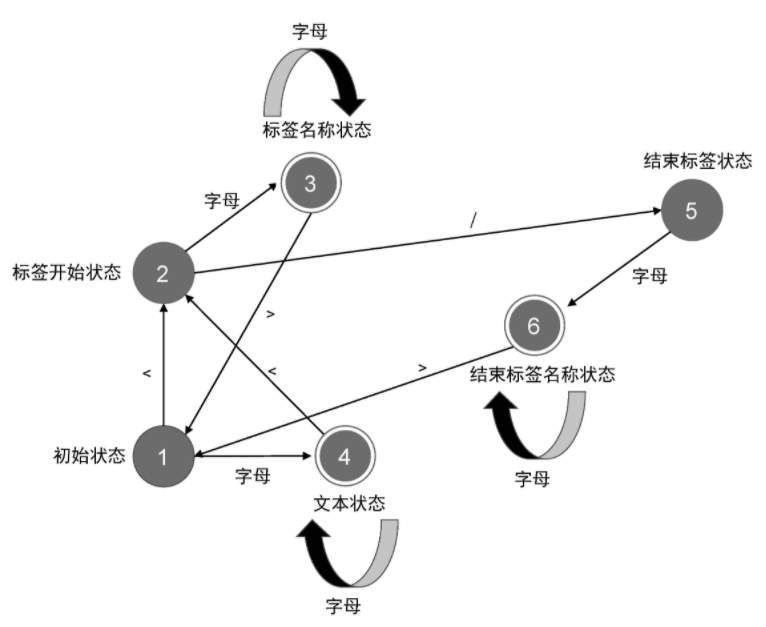 字母
标签名称状态
3
结束标签状态
5
字母
/
标签开始状态
2
字母
6
>
<
<
>
结束标签名称状态
初始状态
1
4
字母
字母
文本状态
字母